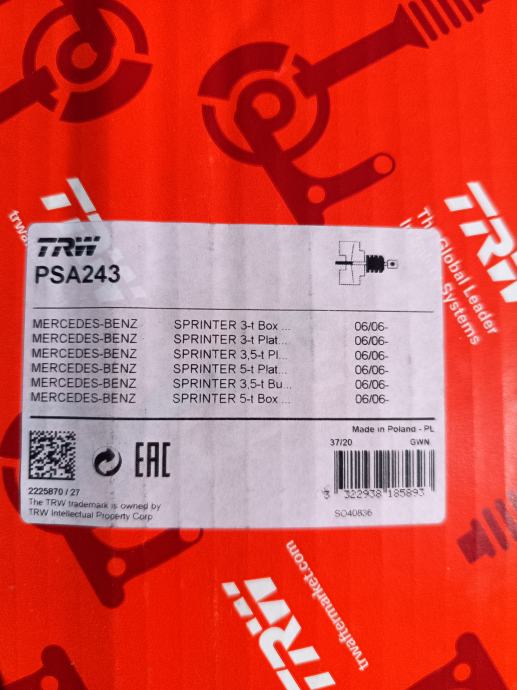 trw
TRW
The Global Leader
Systems
TRW
PSA243
MERCEDES-BENZ SPRINTER 3-t Box ... 06/06-
MERCEDES-BENZ SPRINTER 3-t Plat... 06/06-
MERCEDES-BENZ SPRINTER 3,5-t Pl... 06/06-
MERCEDES-BENZ SPRINTER 5-t Plat... 06/06-
MERCEDES-BENZ SPRINTER 3,5-t Bu... 06/06-
MERCEDES-BENZ SPRINTER 5-t Box ... 06/06-
Made in Poland - PL
37/20 GWN
EAC
3 322938 185893
2225870 / 27
The TRW trademark is owned by
TRW Intellectual Property Corp
SO40836
TRW
trwaftermarket.com